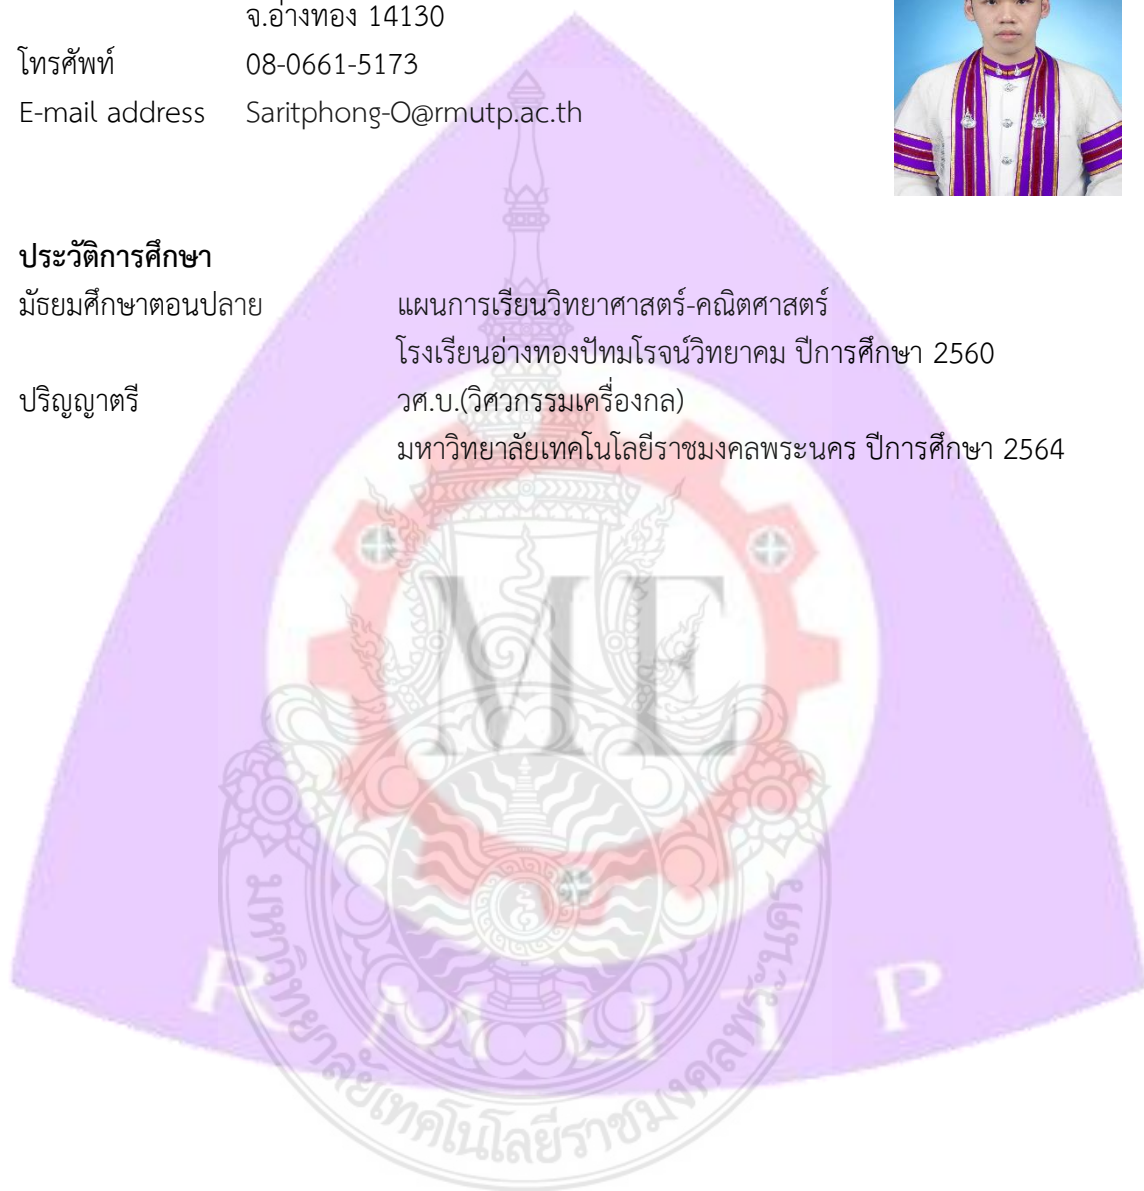 จ.อ่างทอง 14130
โทรศัพท์ 08-0661-5173
E-mail address Saritphong-O@rmutp.ac.th
ประวัติการศึกษา
มัธยมศึกษาตอนปลาย แผนการเรียนวิทยาศาสตร์-คณิตศาสตร์
โรงเรียนอ่างทองปัทมโรจน์วิทยาคม ปีการศึกษา 2560
ปริญญาตรี วศ.บ.(วิศวกรรมเครื่องกล)
มหาวิทยาลัยเทคโนโลยีราชมงคลพระนคร ปีการศึกษา 2564
ME
R M U T P
มหาวิทยาลัยเทคโนโลยีราชมงคลพระนคร